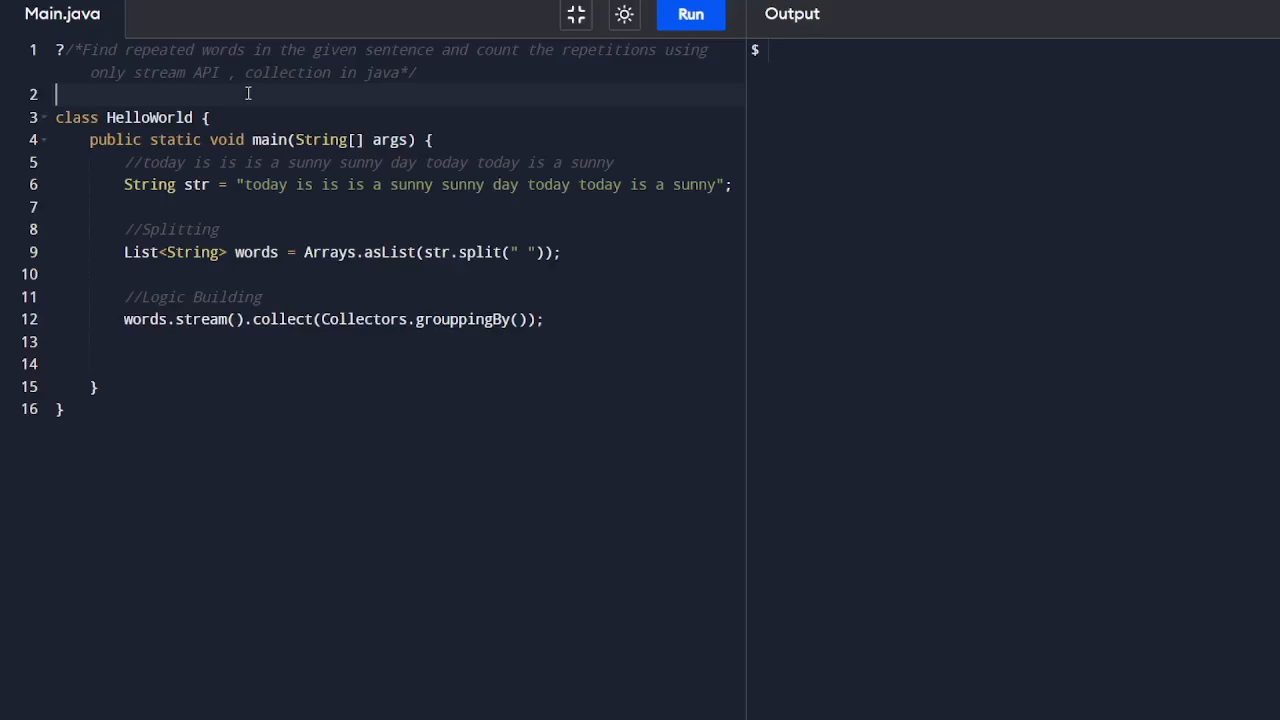 Main.java
Run
Output
1 ?/*Find repeated words in the given sentence and count the repetitions using
only stream API , collection in java*/
$
2
3 class HelloWorld {
4 public static void main(String[] args) {
5 //today is is is a sunny sunny day today today is a sunny
6 String str = "today is is is a sunny sunny day today today is a sunny";
7
8 //Splitting
9 List<String> words = Arrays.asList(str.split(" "));
10
11 //Logic Building
12 words.stream().collect(Collectors.grouppingBy());
13
14
15 }
16 }